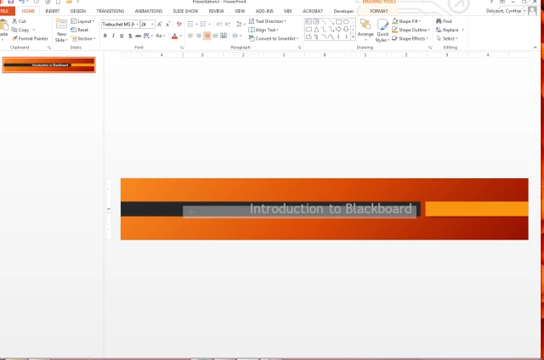 Presentation2 - PowerPoint
DRAWING TOOLS
FILE HOME INSERT DESIGN TRANSITIONS ANIMATIONS SLIDE SHOW REVIEW VIEW ADD-INS MIX ACROBAT Developer FORMAT
Cut
Copy
Format Painter
Clipboard
New Slide
Layout
Reset
Section
Slides
Trebuchet MS
Font
Text Direction
Align Text
Convert to SmartArt
Paragraph
Arrange
Quick Styles
Shape Fill
Shape Outline
Shape Effects
Drawing
Find
Replace
Select
Editing
Introduction to Blackboard
Introduction to Blackboard